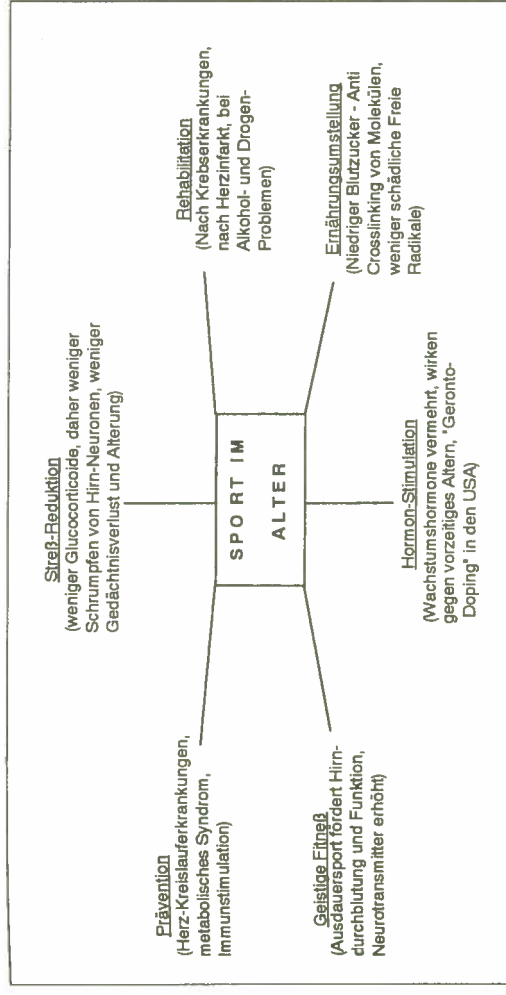 Prävention
(Herz-Kreislauferkrankungen,
metabolisches Syndrom,
Immunstimulation)
Streß-Reduktion
(weniger Glucocorticoide, daher weniger
Schrumpfen von Hirn-Neuronen, weniger
Gedächtnisverlust und Alterung)
Rehabilitation
(Nach Krebserkrankungen,
nach Herzinfarkt, bei
Alkohol- und Drogen-
Problemen)
SPORT IM
ALTER
Geistige Fitneß
(Ausdauersport fördert Hirn-
durchblutung und Funktion,
Neurotransmitter erhöht)
Hormon-Stimulation
(Wachstumshormone vermehrt, wirken
gegen vorzeitiges Altern, "Geronto-
Doping" in den USA)
Ernährungsumstellung
(Niedriger Blutzucker - Anti
Crosslinking von Molekülen,
weniger schädliche Freie
Radikale)